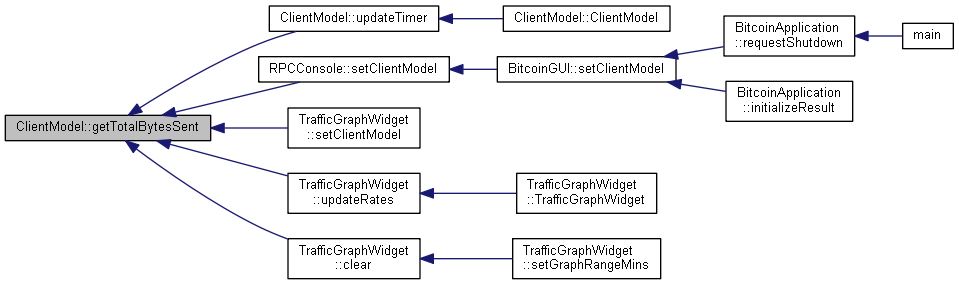 ClientModel::updateTimer
ClientModel::ClientModel
BitcoinApplication
::requestShutdown
main
RPCConsole::setClientModel
BitcoinGUI::setClientModel
BitcoinApplication
::initializeResult
ClientModel::getTotalBytesSent
TrafficGraphWidget
::setClientModel
TrafficGraphWidget
::updateRates
TrafficGraphWidget
::TrafficGraphWidget
TrafficGraphWidget
::clear
TrafficGraphWidget
::setGraphRangeMins